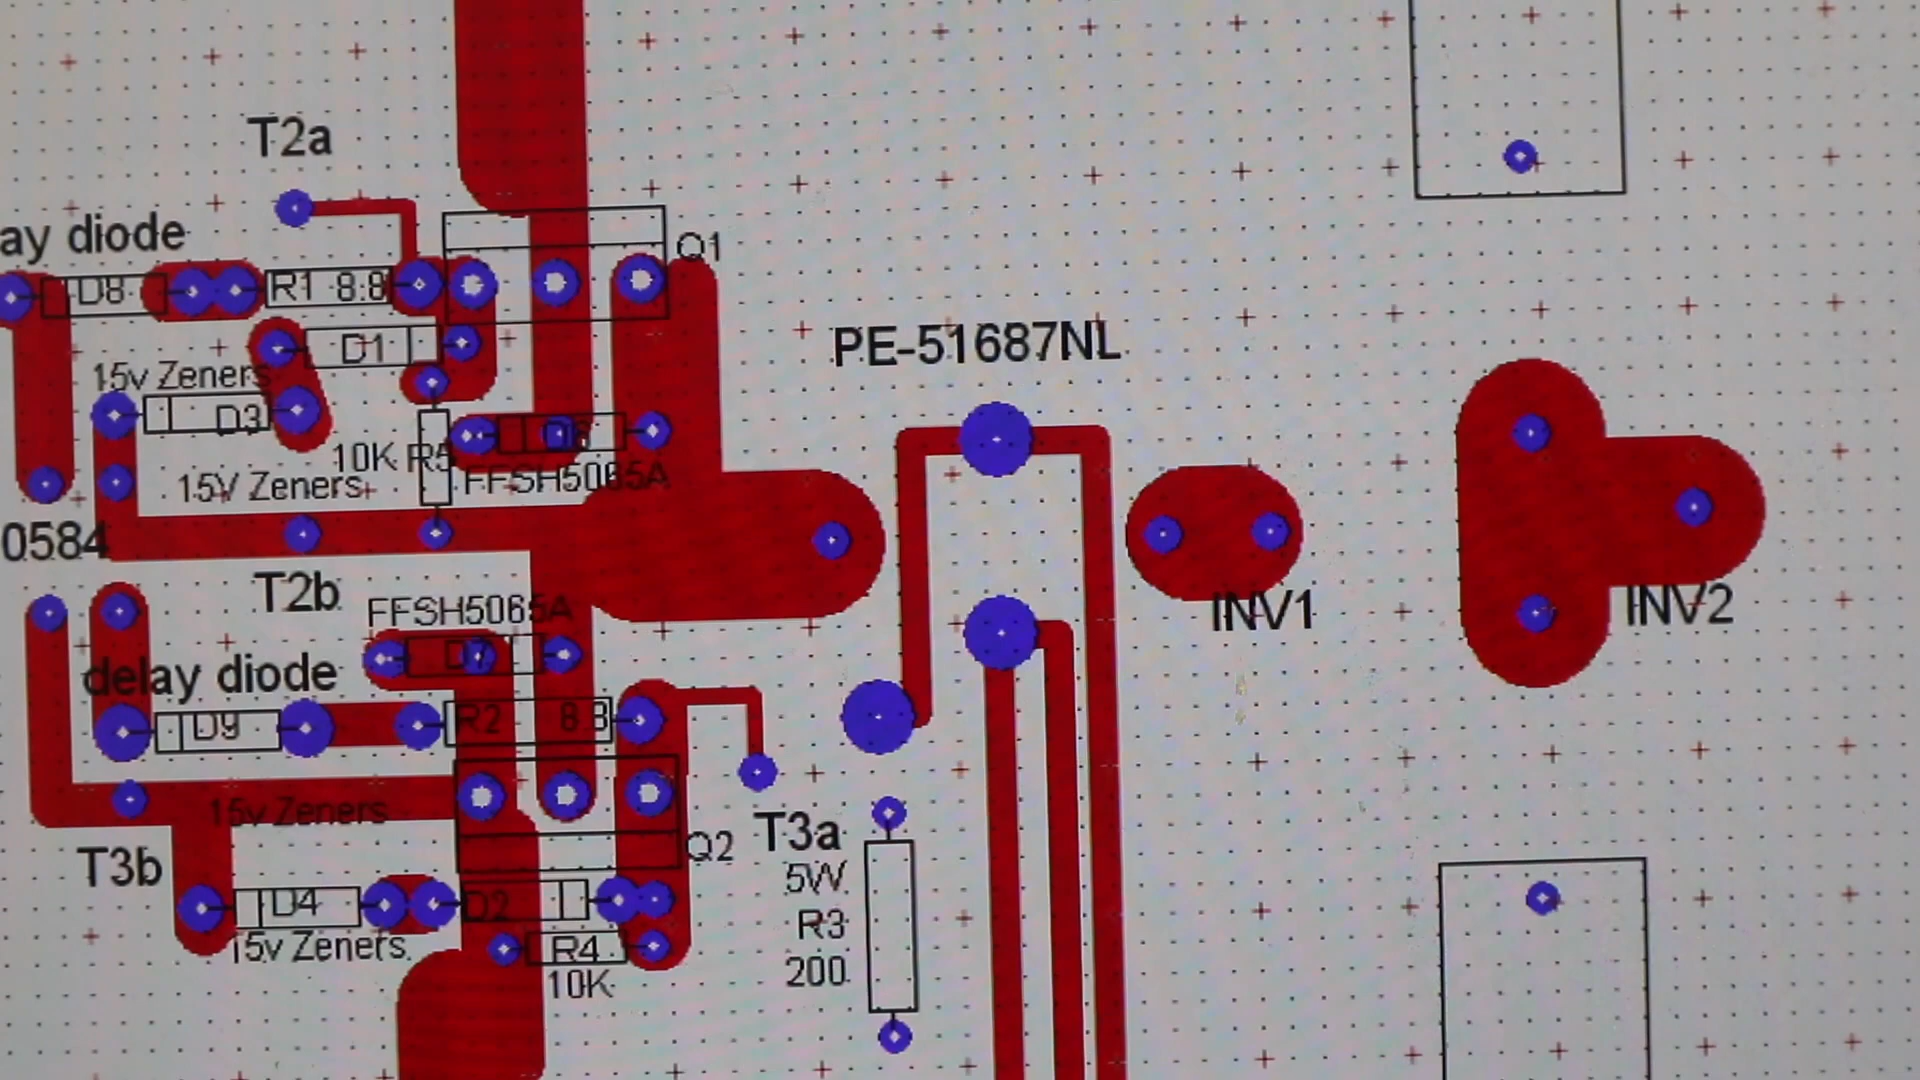 T2a
ay diode
Q1
D8
R1 8.8
D1
PE-51687NL
15v Zeners
D3
D6
10K R5
15V Zeners
FFSH5065A
0584
T2b
FFSH5065A
INV1
INV2
D7
delay diode
D9
R2 8 8
15v Zeners
T3a
Q2
T3b
5W
D4
D2
R3
15v Zeners
R4
200
10K